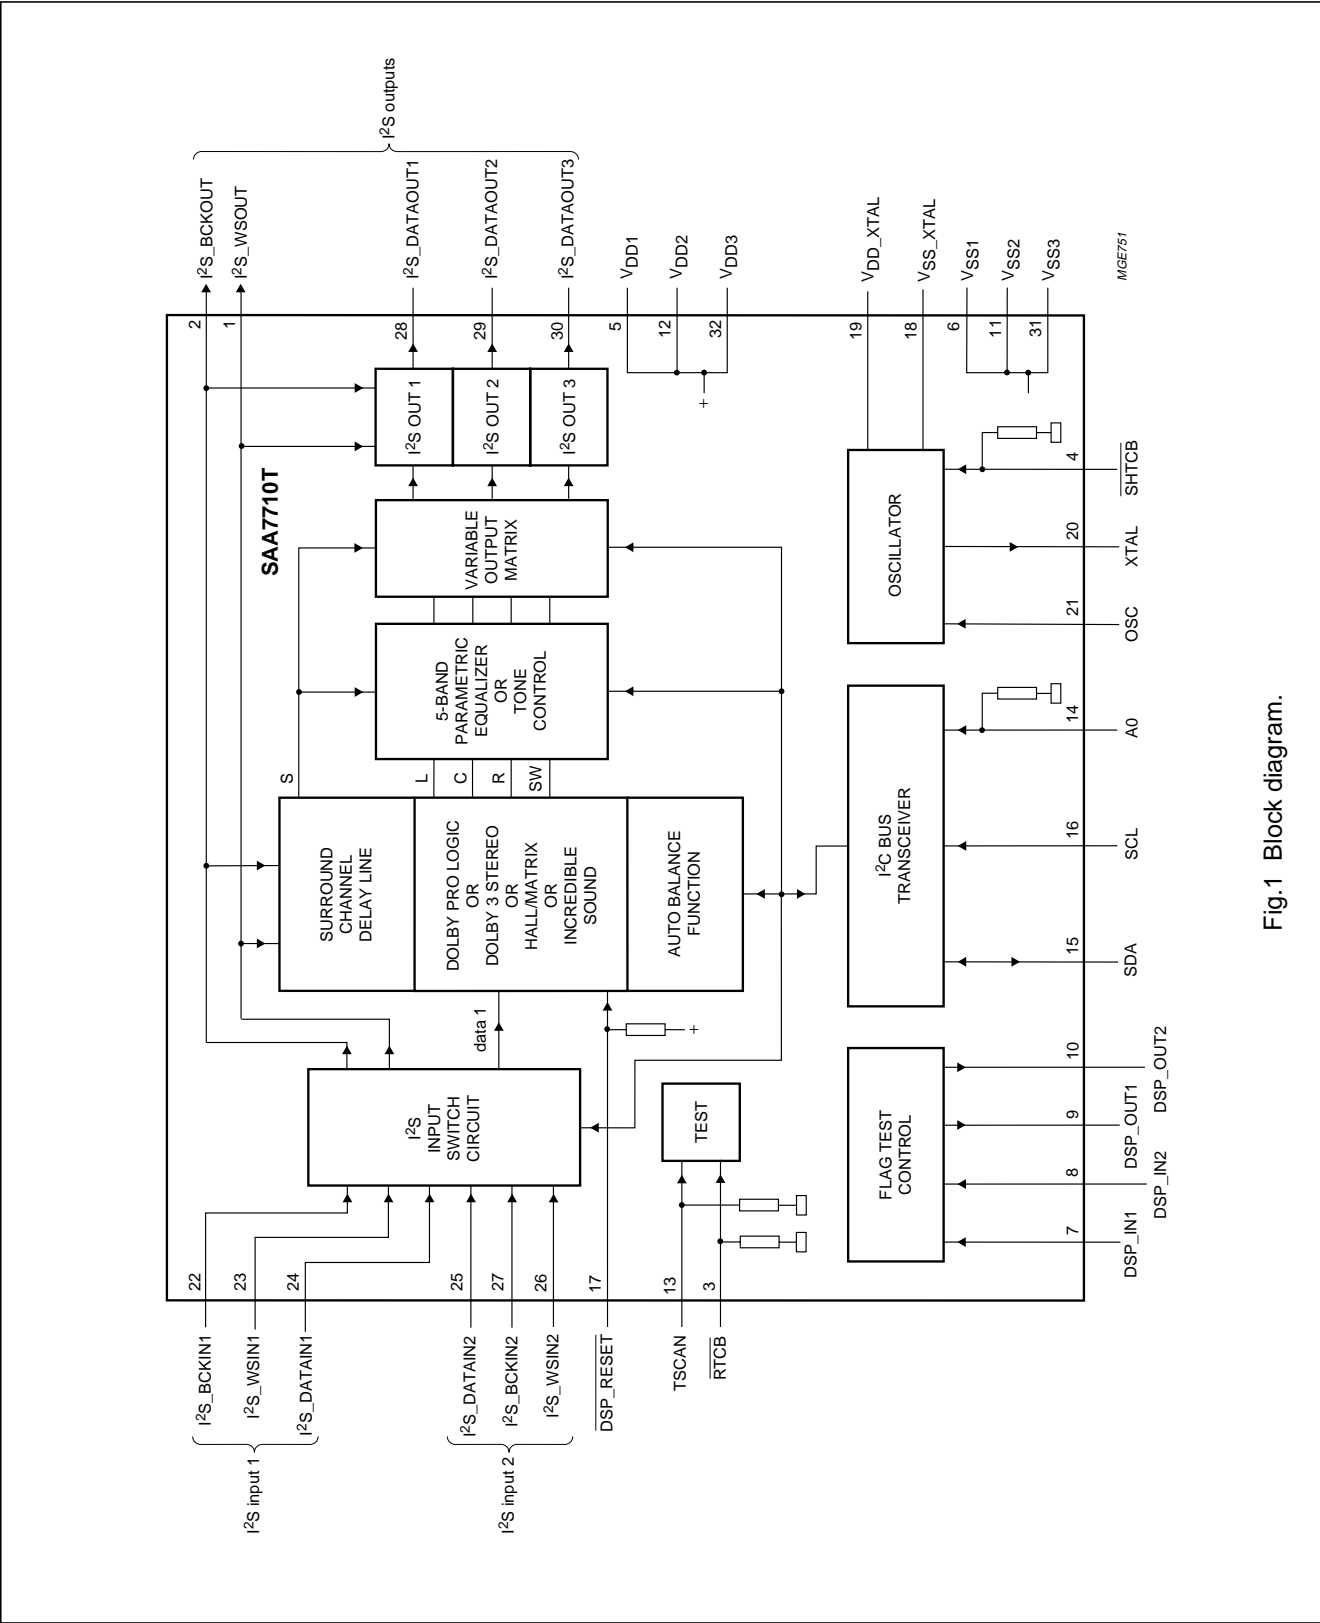 I²S_BCKOUT
I²S_WSOUT
I²S outputs
I²S_DATAOUT1
I²S_DATAOUT2
I²S_DATAOUT3
VDD1
VDD2
VDD3
VDD_XTAL
VSS_XTAL
VSS1
VSS2
VSS3
MGE751
2
1
28
29
30
5
12
32
19
18
6
11
31
+
SAA7710T
I²S OUT 1
I²S OUT 2
I²S OUT 3
VARIABLE
OUTPUT
MATRIX
5-BAND
PARAMETRIC
EQUALIZER
OR
TONE
CONTROL
S
L
C
R
SW
SURROUND
CHANNEL
DELAY LINE
DOLBY PRO LOGIC
OR
DOLBY 3 STEREO
OR
HALL/MATRIX
OR
INCREDIBLE
SOUND
AUTO BALANCE
FUNCTION
data 1
+
I²S
INPUT
SWITCH
CIRCUIT
TEST
OSCILLATOR
I²C BUS
TRANSCEIVER
FLAG TEST
CONTROL
22
23
24
25
27
26
17
13
3
I²S_BCKIN1
I²S_WSIN1
I²S_DATAIN1
I²S input 1
I²S_DATAIN2
I²S_BCKIN2
I²S_WSIN2
I²S input 2
DSP_RESET
TSCAN
RTCB
7
8
9
10
15
16
14
21
20
4
DSP_IN1
DSP_IN2
DSP_OUT1
DSP_OUT2
SDA
SCL
A0
OSC
XTAL
SHTCB
Fig.1 Block diagram.